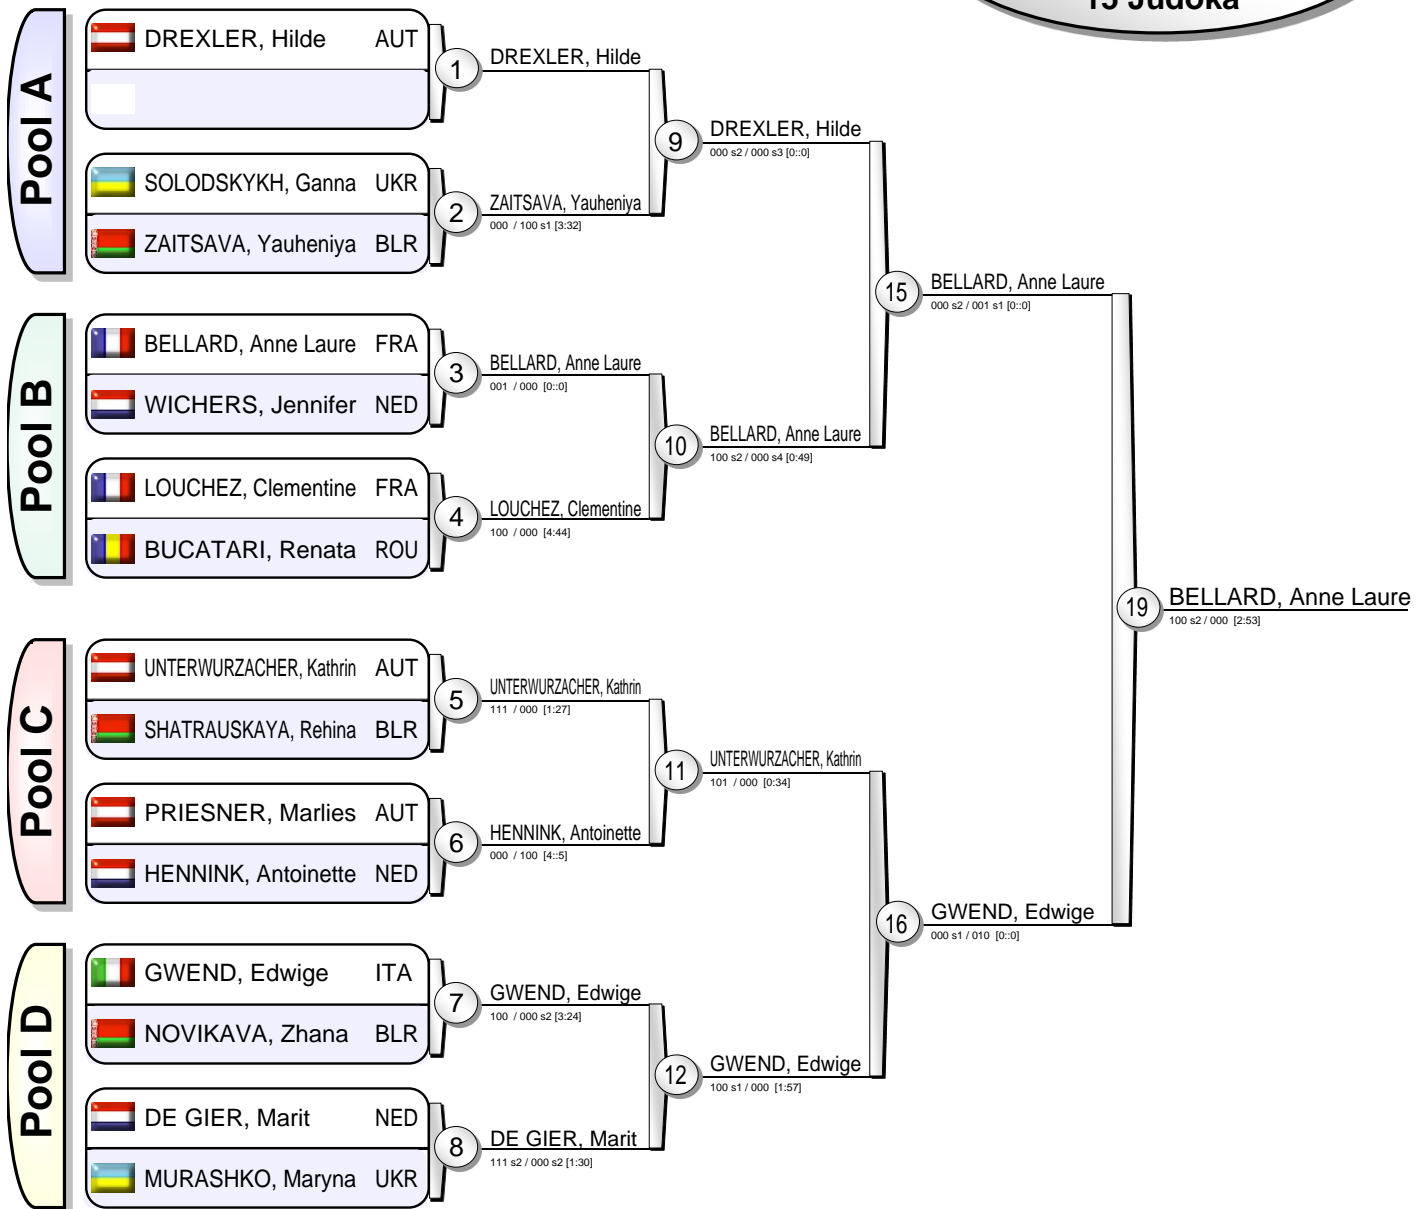 15 Judoka
Pool A
DREXLER, Hilde AUT
SOLODSKYKH, Ganna UKR
ZAITSAVA, Yauheniya BLR
1
DREXLER, Hilde
2
ZAITSAVA, Yauheniya
000 / 100 s1 [3:32]
9
DREXLER, Hilde
000 s2 / 000 s3 [0::0]
Pool B
BELLARD, Anne Laure FRA
WICHERS, Jennifer NED
LOUCHEZ, Clementine FRA
BUCATARI, Renata ROU
3
BELLARD, Anne Laure
001 / 000 [0::0]
4
LOUCHEZ, Clementine
100 / 000 [4:44]
10
BELLARD, Anne Laure
100 s2 / 000 s4 [0:49]
15
BELLARD, Anne Laure
000 s2 / 001 s1 [0::0]
Pool C
UNTERWURZACHER, Kathrin AUT
SHATRAUSKAYA, Rehina BLR
PRIESNER, Marlies AUT
HENNINK, Antoinette NED
5
UNTERWURZACHER, Kathrin
111 / 000 [1:27]
6
HENNINK, Antoinette
000 / 100 [4::5]
11
UNTERWURZACHER, Kathrin
101 / 000 [0:34]
Pool D
GWEND, Edwige ITA
NOVIKAVA, Zhana BLR
DE GIER, Marit NED
MURASHKO, Maryna UKR
7
GWEND, Edwige
100 / 000 s2 [3:24]
8
DE GIER, Marit
111 s2 / 000 s2 [1:30]
12
GWEND, Edwige
100 s1 / 000 [1:57]
16
GWEND, Edwige
000 s1 / 010 [0::0]
19
BELLARD, Anne Laure
100 s2 / 000 [2:53]